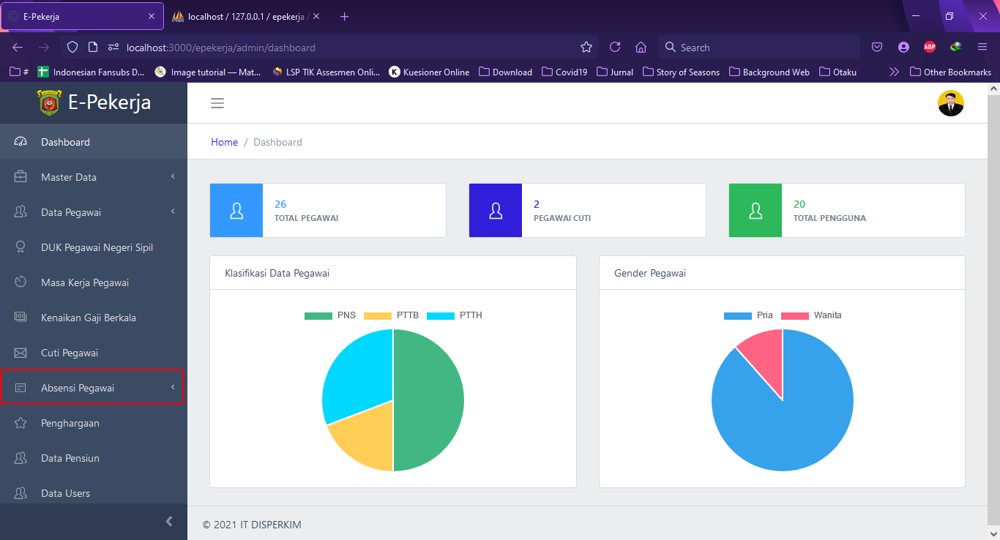 E-Pekerja
localhost / 127.0.0.1 / epekerja /
localhost:3000/epekerja/admin/dashboard
Search
ABP
#
Indonesian Fansubs D...
Image tutorial — Mat...
LSP TIK Assesmen Onli...
K Kuesioner Online
Download
Covid19
Jurnal
Story of Seasons
Background Web
Otaku
Other Bookmarks
E-Pekerja
Dashboard
Master Data
Data Pegawai
DUK Pegawai Negeri Sipil
Masa Kerja Pegawai
Kenaikan Gaji Berkala
Cuti Pegawai
Absensi Pegawai
Penghargaan
Data Pensiun
Data Users
Home / Dashboard
26
TOTAL PEGAWAI
2
PEGAWAI CUTI
20
TOTAL PENGGUNA
Klasifikasi Data Pegawai
PNS PTTB PTTH
Gender Pegawai
Pria Wanita
© 2021 IT DISPERKIM